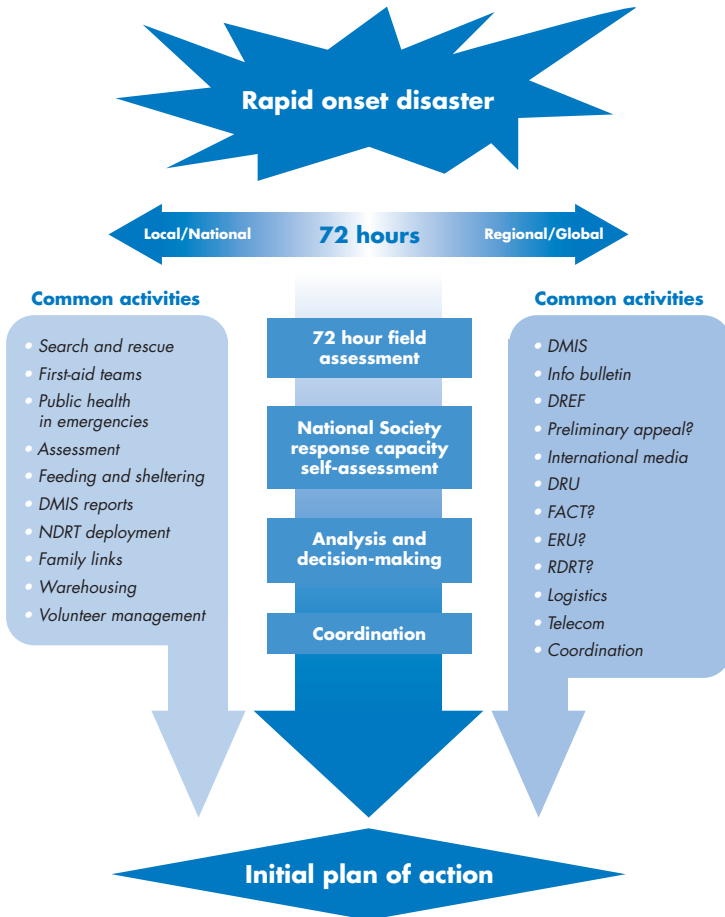 Rapid onset disaster
Local/National
72 hours
Regional/Global
Common activities
• Search and rescue
• First-aid teams
• Public health
in emergencies
• Assessment
• Feeding and sheltering
• DMIS reports
• NDRT deployment
• Family links
• Warehousing
• Volunteer management
72 hour field
assessment
National Society
response capacity
self-assessment
Analysis and
decision-making
Coordination
Common activities
• DMIS
• Info bulletin
• DREF
• Preliminary appeal?
• International media
• DRU
• FACT?
• ERU?
• RDRT?
• Logistics
• Telecom
• Coordination
Initial plan of action